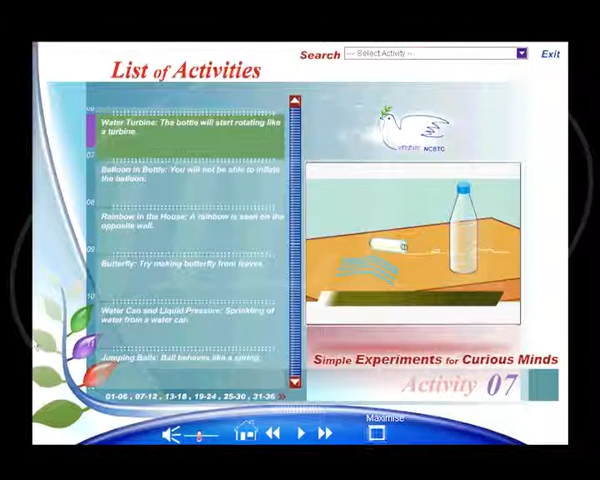 Search
--- Select Activity ---
Exit
List of Activities
Water Turbine: The bottle will start rotating like
a turbine.
07
Balloon in Bottle: You will not be able to inflate
the balloon.
08
Rainbow in the House: A rainbow is seen on the
opposite wall.
09
Butterfly: Try making butterfly from leaves.
10
Water Can and Liquid Pressure: Sprinkling of
water from a water can.
Jumping Balls: Ball behaves like a spring.
01-06 , 07-12 , 13-18 , 19-24 , 25-30 , 31-36 »
NCBTC
Simple Experiments for Curious Minds
Activity 07
Maximise